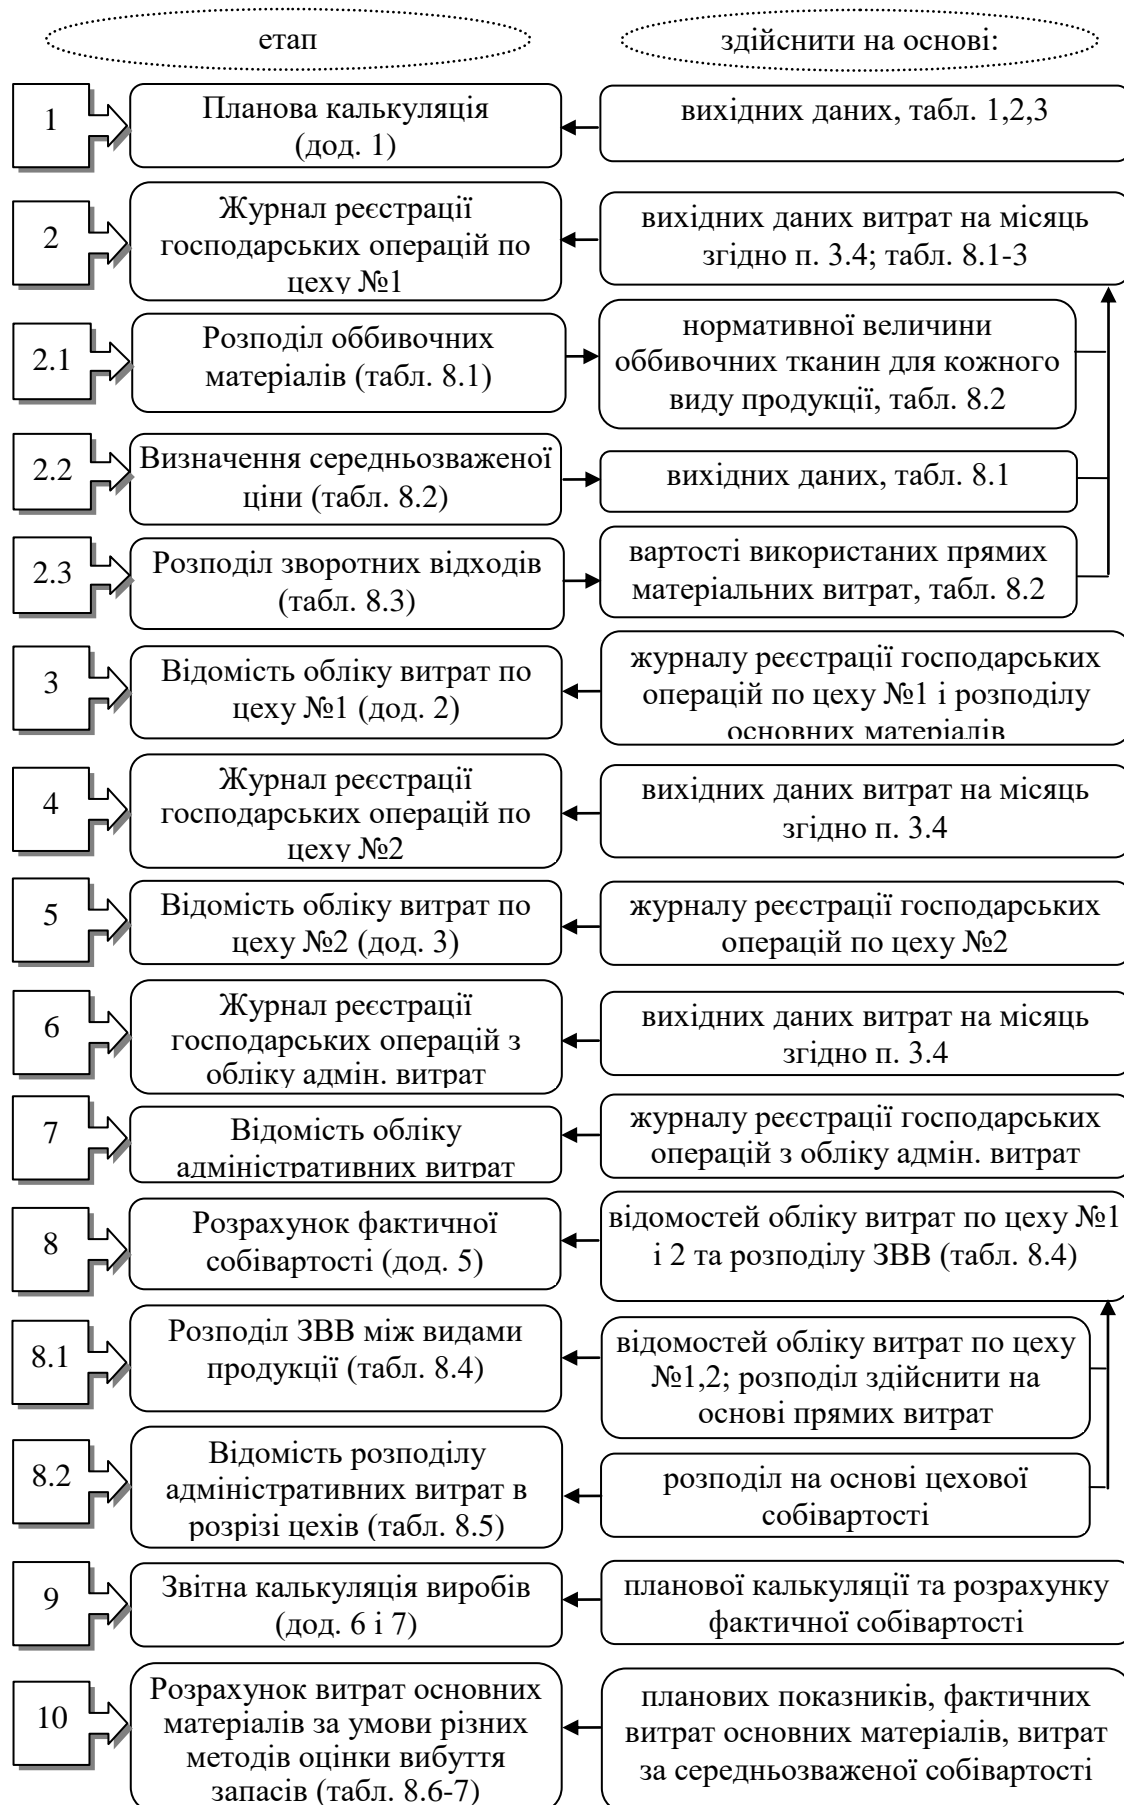 етап
здійснити на основі:
1
Планова калькуляція
(дод. 1)
вихідних даних, табл. 1,2,3
2
Журнал реєстрації
господарських операцій по
цеху №1
вихідних даних витрат на місяць
згідно п. 3.4; табл. 8.1-3
2.1
Розподіл оббивочних
матеріалів (табл. 8.1)
нормативної величини
оббивочних тканин для кожного
виду продукції, табл. 8.2
2.2
Визначення середньозваженої
ціни (табл. 8.2)
вихідних даних, табл. 8.1
2.3
Розподіл зворотних відходів
(табл. 8.3)
вартості використаних прямих
матеріальних витрат, табл. 8.2
3
Відомість обліку витрат по
цеху №1 (дод. 2)
журналу реєстрації господарських
операцій по цеху №1 і розподілу
основних матеріалів
4
Журнал реєстрації
господарських операцій по
цеху №2
вихідних даних витрат на місяць
згідно п. 3.4
5
Відомість обліку витрат по
цеху №2 (дод. 3)
журналу реєстрації господарських
операцій по цеху №2
6
Журнал реєстрації
господарських операцій з
обліку адмін. витрат
вихідних даних витрат на місяць
згідно п. 3.4
7
Відомість обліку
адміністративних витрат
журналу реєстрації господарських
операцій з обліку адмін. витрат
8
Розрахунок фактичної
собівартості (дод. 5)
відомостей обліку витрат по цеху №1
і 2 та розподілу ЗВВ (табл. 8.4)
8.1
Розподіл ЗВВ між видами
продукції (табл. 8.4)
відомостей обліку витрат по цеху
№1,2; розподіл здійснити на
основі прямих витрат
8.2
Відомість розподілу
адміністративних витрат в
розрізі цехів (табл. 8.5)
розподіл на основі цехової
собівартості
9
Звітна калькуляція виробів
(дод. 6 і 7)
планової калькуляції та розрахунку
фактичної собівартості
10
Розрахунок витрат основних
матеріалів за умови різних
методів оцінки вибуття
запасів (табл. 8.6-7)
планових показників, фактичних
витрат основних матеріалів, витрат
за середньозваженої собівартості